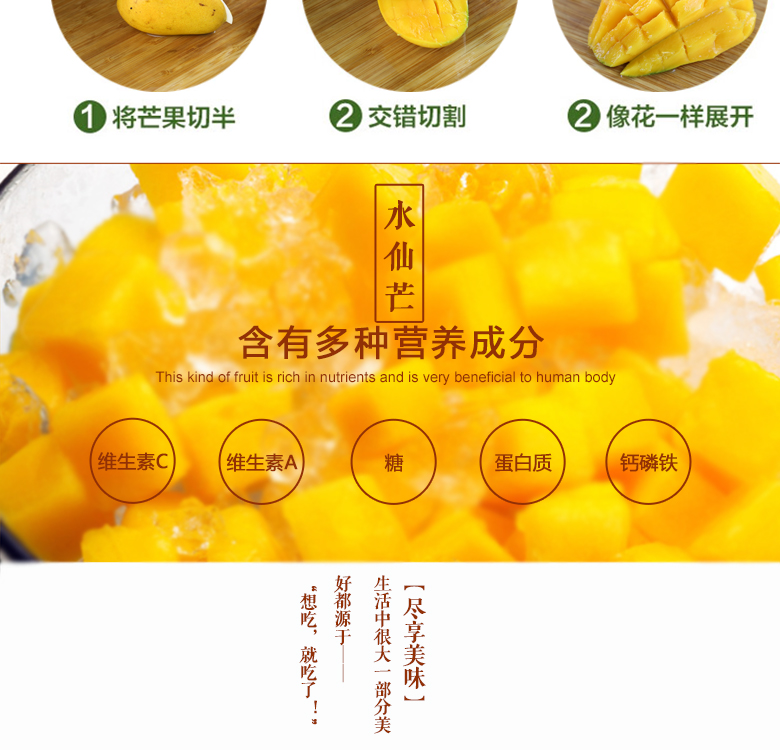 1 将芒果切半
2 交错切割
2 像花一样展开
水仙芒
含有多种营养成分
This kind of fruit is rich in nutrients and is very beneficial to human body
维生素C
维生素A
糖
蛋白质
钙磷铁
【尽享美味】
生活中很大一部分美
好都源于——
“想吃，就吃了！”